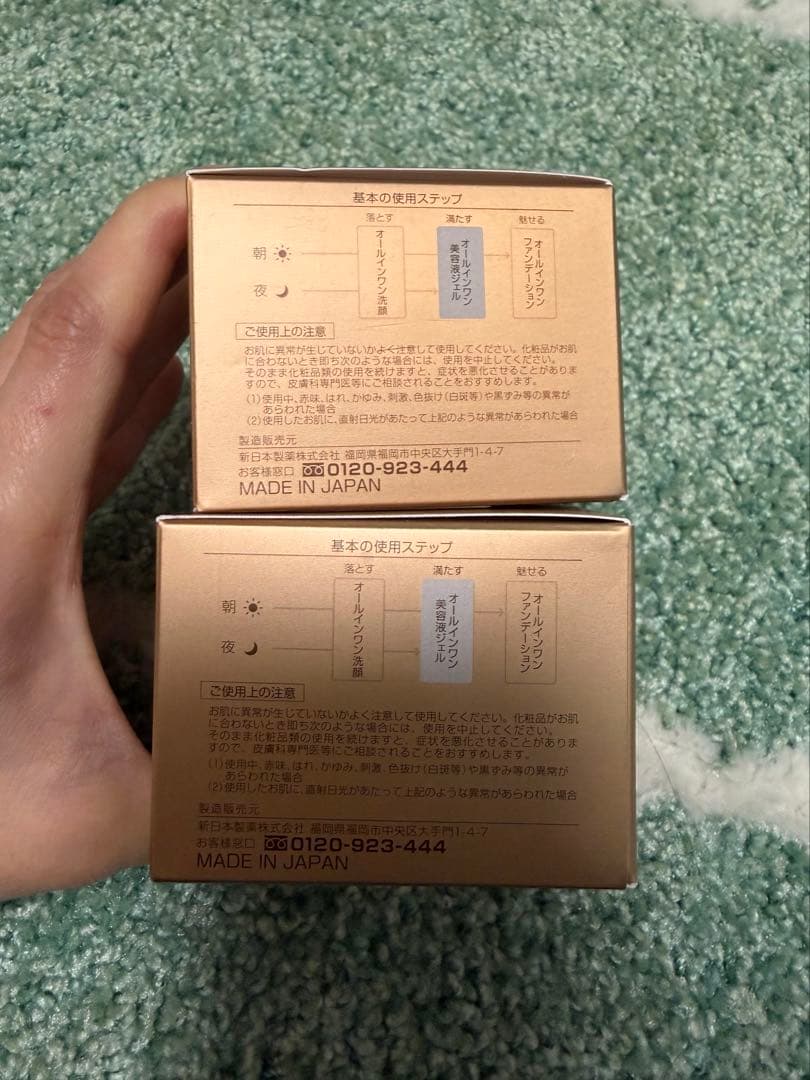 基本の使用ステップ
落とす 満たす 魅せる
朝
夜
オールインワン洗顔
オールインワン
美容液ジェル
オールインワン
ファンデーション
ご使用上の注意
お肌に異常が生じていないかよく注意して使用してください。化粧品がお肌
に合わないとき即ち次のような場合には、使用を中止してください。
そのまま化粧品類の使用を続けますと、症状を悪化させることがありま
すので、皮膚科専門医等にご相談されることをおすすめします。
(1)使用中、赤味、はれ、かゆみ、刺激、色抜け(白斑等)や黒ずみ等の異常が
あらわれた場合
(2)使用したお肌に、直射日光があたって上記のような異常があらわれた場合
製造販売元
新日本製薬株式会社 福岡県福岡市中央区大手門1-4-7
お客様窓口 0120-923-444
MADE IN JAPAN
基本の使用ステップ
落とす 満たす 魅せる
朝
夜
オールインワン洗顔
オールインワン
美容液ジェル
オールインワン
ファンデーション
ご使用上の注意
お肌に異常が生じていないかよく注意して使用してください。化粧品がお肌
に合わないとき即ち次のような場合には、使用を中止してください。
そのまま化粧品類の使用を続けますと、症状を悪化させることがありま
すので、皮膚科専門医等にご相談されることをおすすめします。
(1)使用中、赤味、はれ、かゆみ、刺激、色抜け(白斑等)や黒ずみ等の異常が
あらわれた場合
(2)使用したお肌に、直射日光があたって上記のような異常があらわれた場合
製造販売元
新日本製薬株式会社 福岡県福岡市中央区大手門1-4-7
お客様窓口 0120-923-444
MADE IN JAPAN